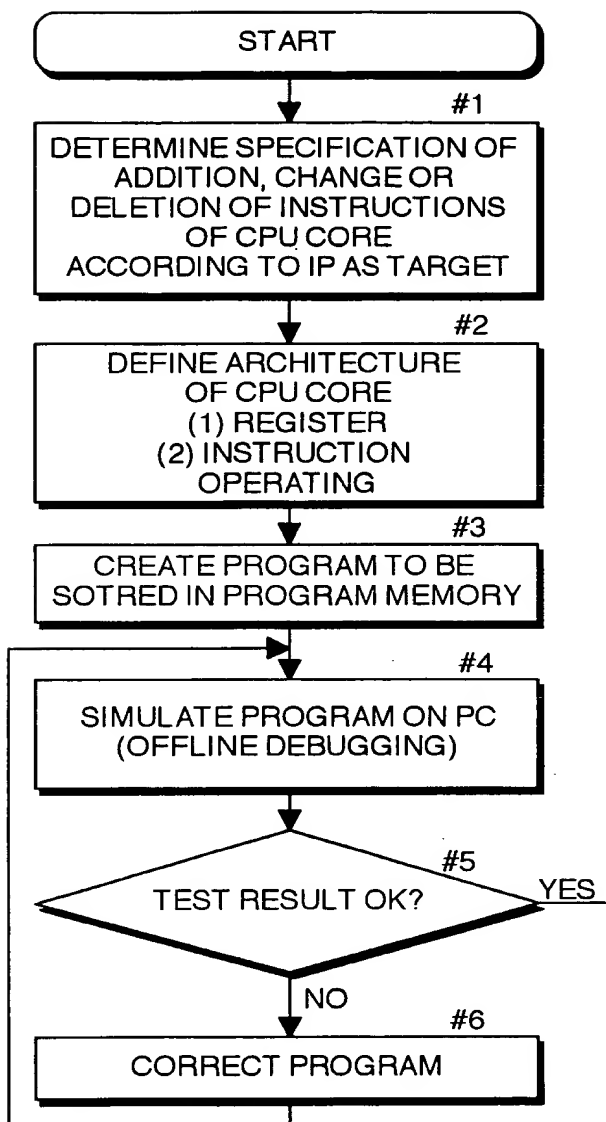 START
#1
DETERMINE SPECIFICATION OF
ADDITION, CHANGE OR
DELETION OF INSTRUCTIONS
OF CPU CORE
ACCORDING TO IP AS TARGET
#2
DEFINE ARCHITECTURE
OF CPU CORE
(1) REGISTER
(2) INSTRUCTION
OPERATING
#3
CREATE PROGRAM TO BE
SOTRED IN PROGRAM MEMORY
#4
SIMULATE PROGRAM ON PC
(OFFLINE DEBUGGING)
#5
TEST RESULT OK?
YES
NO
#6
CORRECT PROGRAM